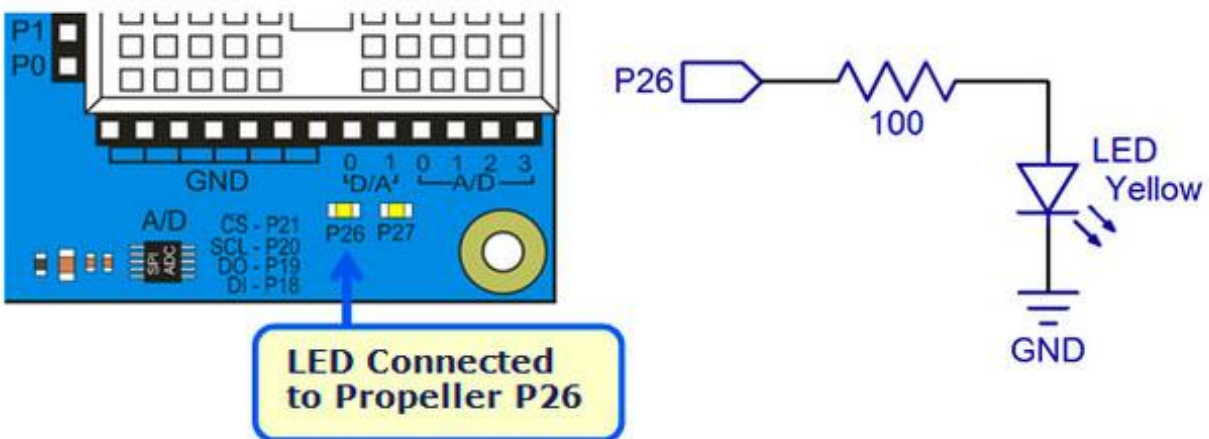 P1
P0
GND
0 1 0 1 2 3
D/A A/D
A/D
SPI ADC
CS - P21
SCL - P20
DO - P19
DI - P18
P26 P27
LED Connected
to Propeller P26
P26
100
LED
Yellow
GND